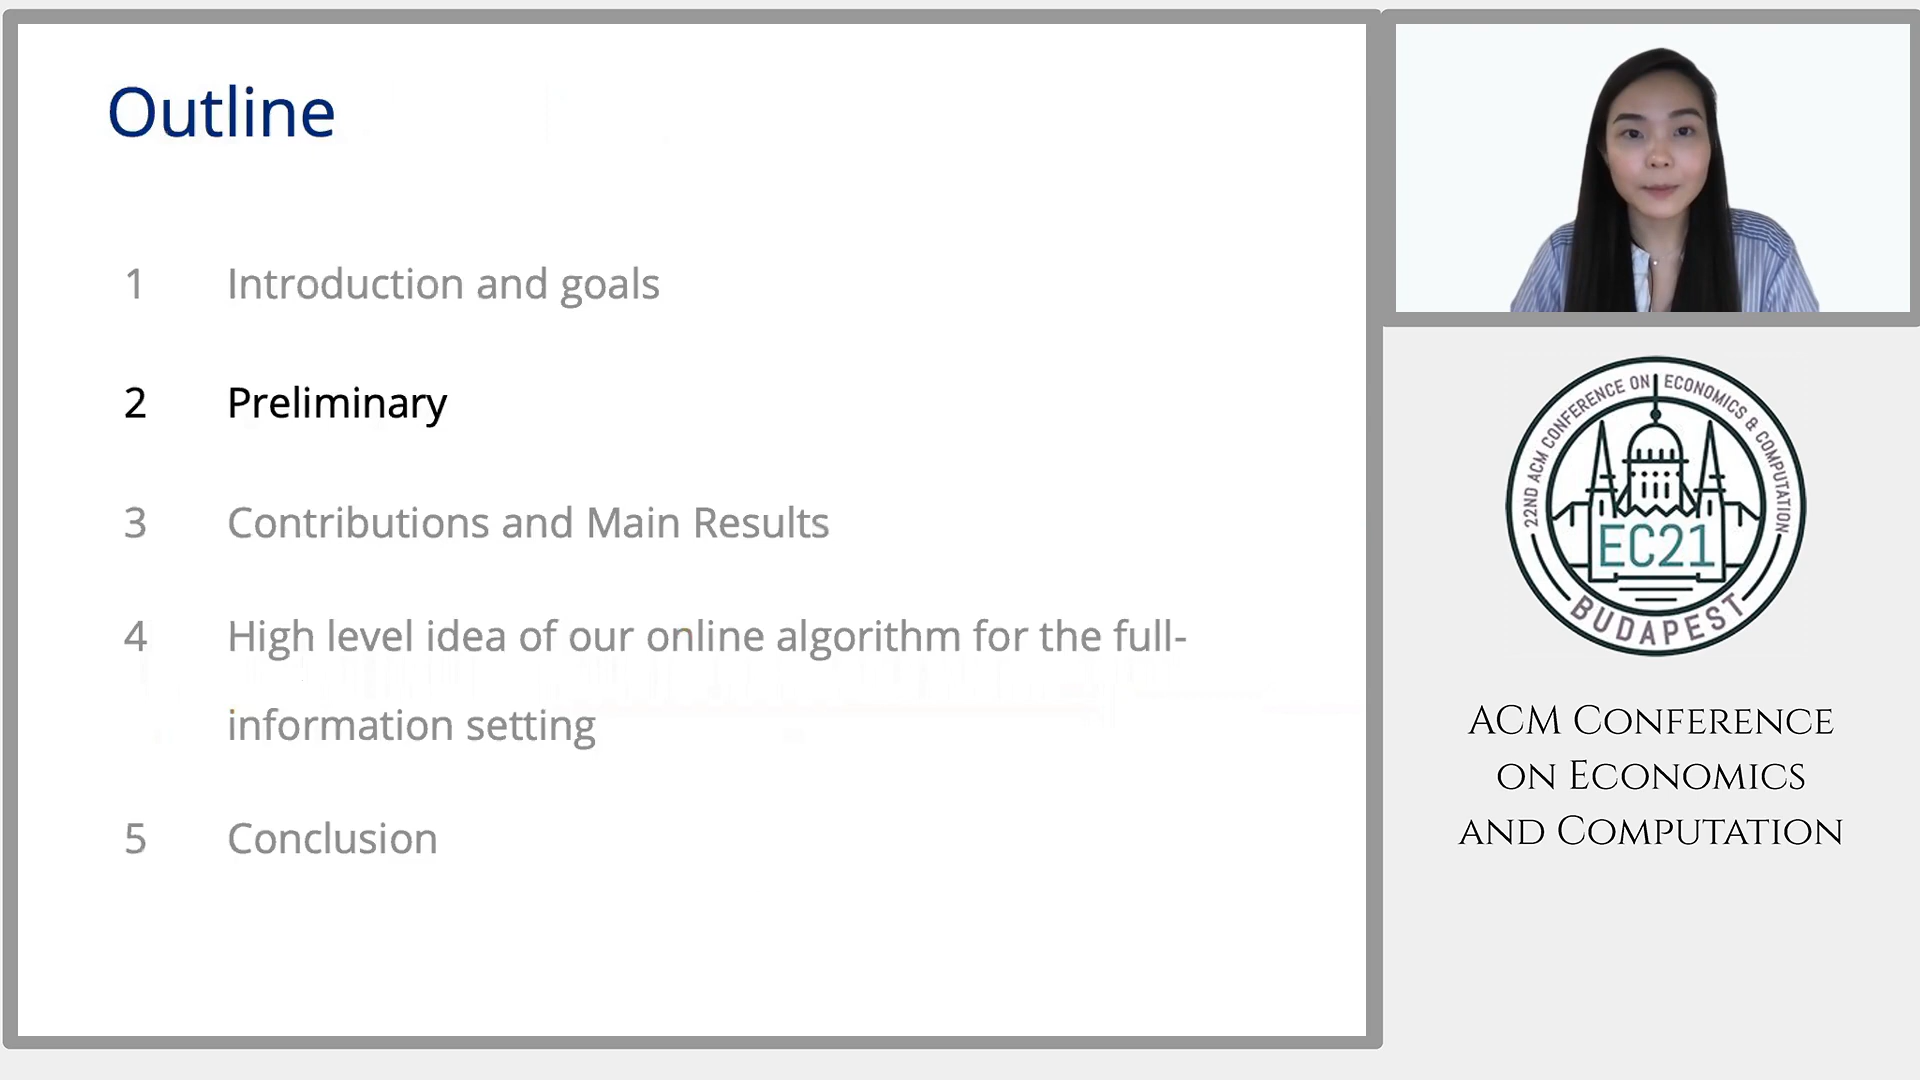 Outline
1 Introduction and goals
2 Preliminary
3 Contributions and Main Results
4 High level idea of our online algorithm for the full-
information setting
5 Conclusion
22ND ACM CONFERENCE ON ECONOMICS & COMPUTATION
EC21
BUDAPEST
ACM CONFERENCE
ON ECONOMICS
AND COMPUTATION